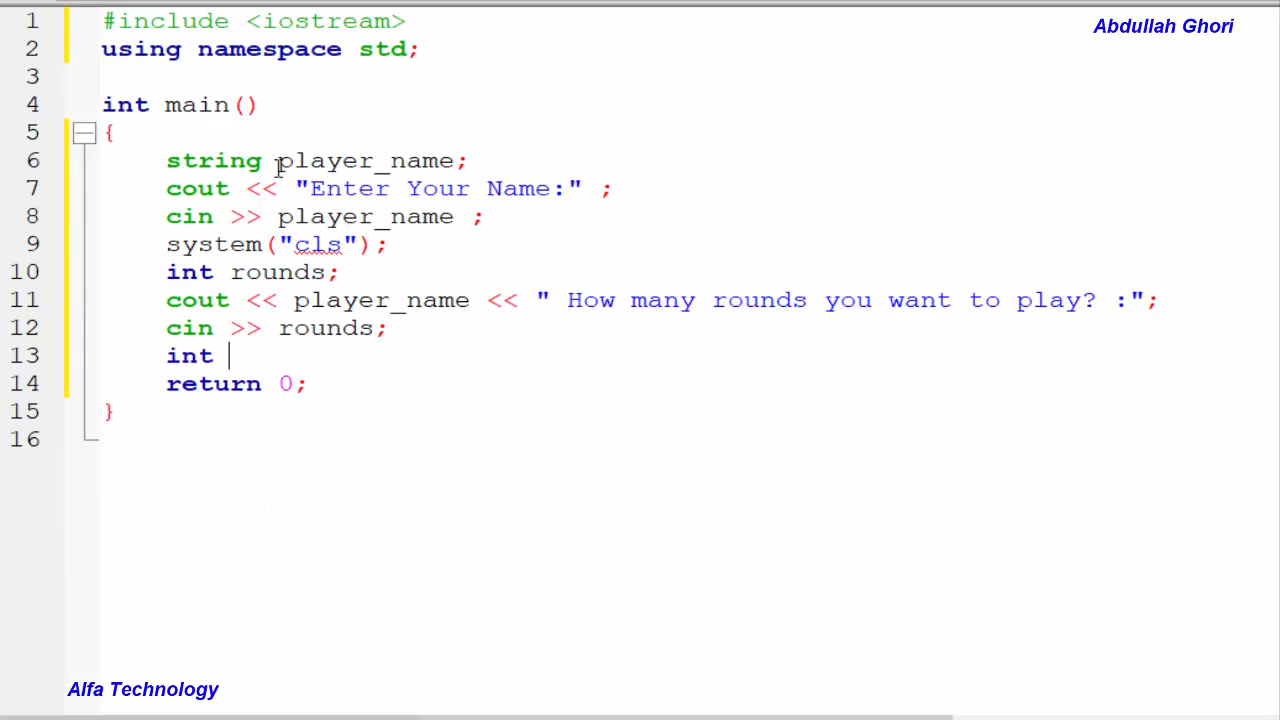 1 #include <iostream>
Abdullah Ghori
2 using namespace std;
3
4 int main()
5 {
6 string player_name;
7 cout << "Enter Your Name:" ;
8 cin >> player_name ;
9 system("cls");
10 int rounds;
11 cout << player_name << " How many rounds you want to play? :";
12 cin >> rounds;
13 int
14 return 0;
15 }
16
Alfa Technology